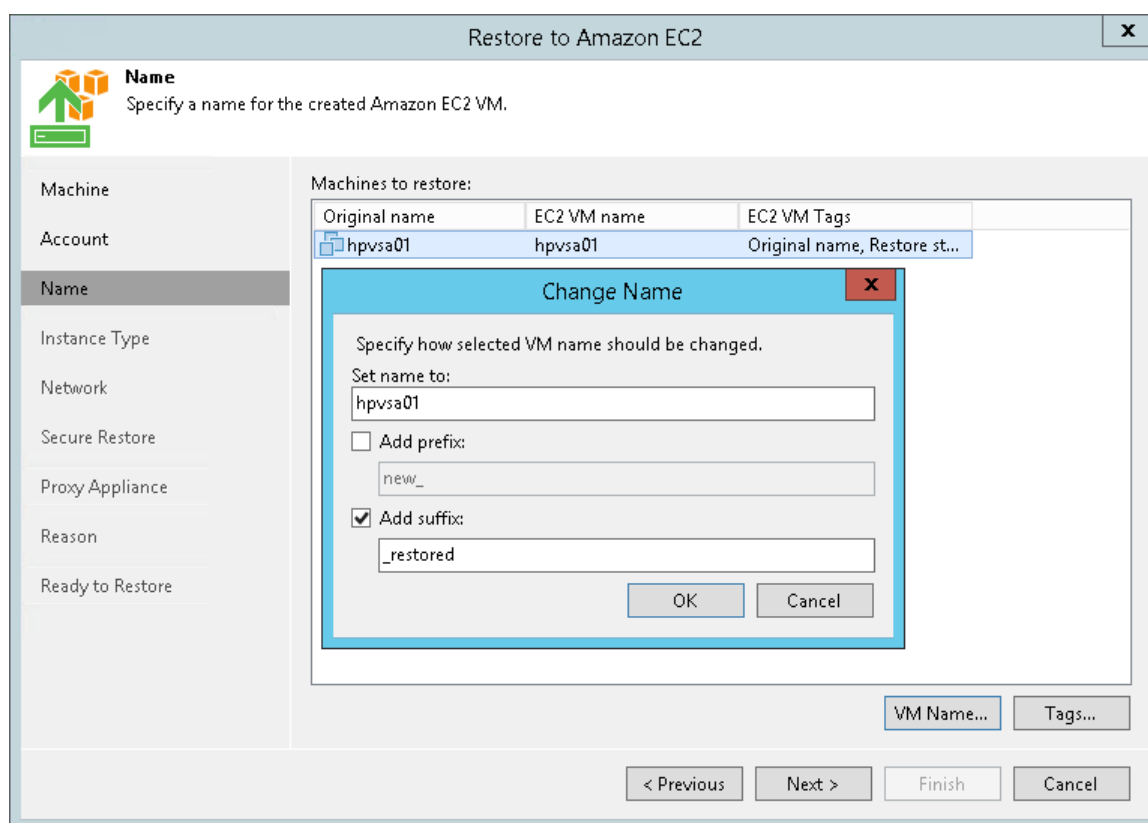 Restore to Amazon EC2
x
Name
Specify a name for the created Amazon EC2 VM.
Machine
Account
Name
Instance Type
Network
Secure Restore
Proxy Appliance
Reason
Ready to Restore
Machines to restore:
Original name EC2 VM name EC2 VM Tags
hpvsa01 hpvsa01 Original name, Restore st...
Change Name
x
Specify how selected VM name should be changed.
Set name to:
hpvsa01
Add prefix:
new_
Add suffix:
_restored
OK Cancel
VM Name... Tags...
< Previous Next > Finish Cancel